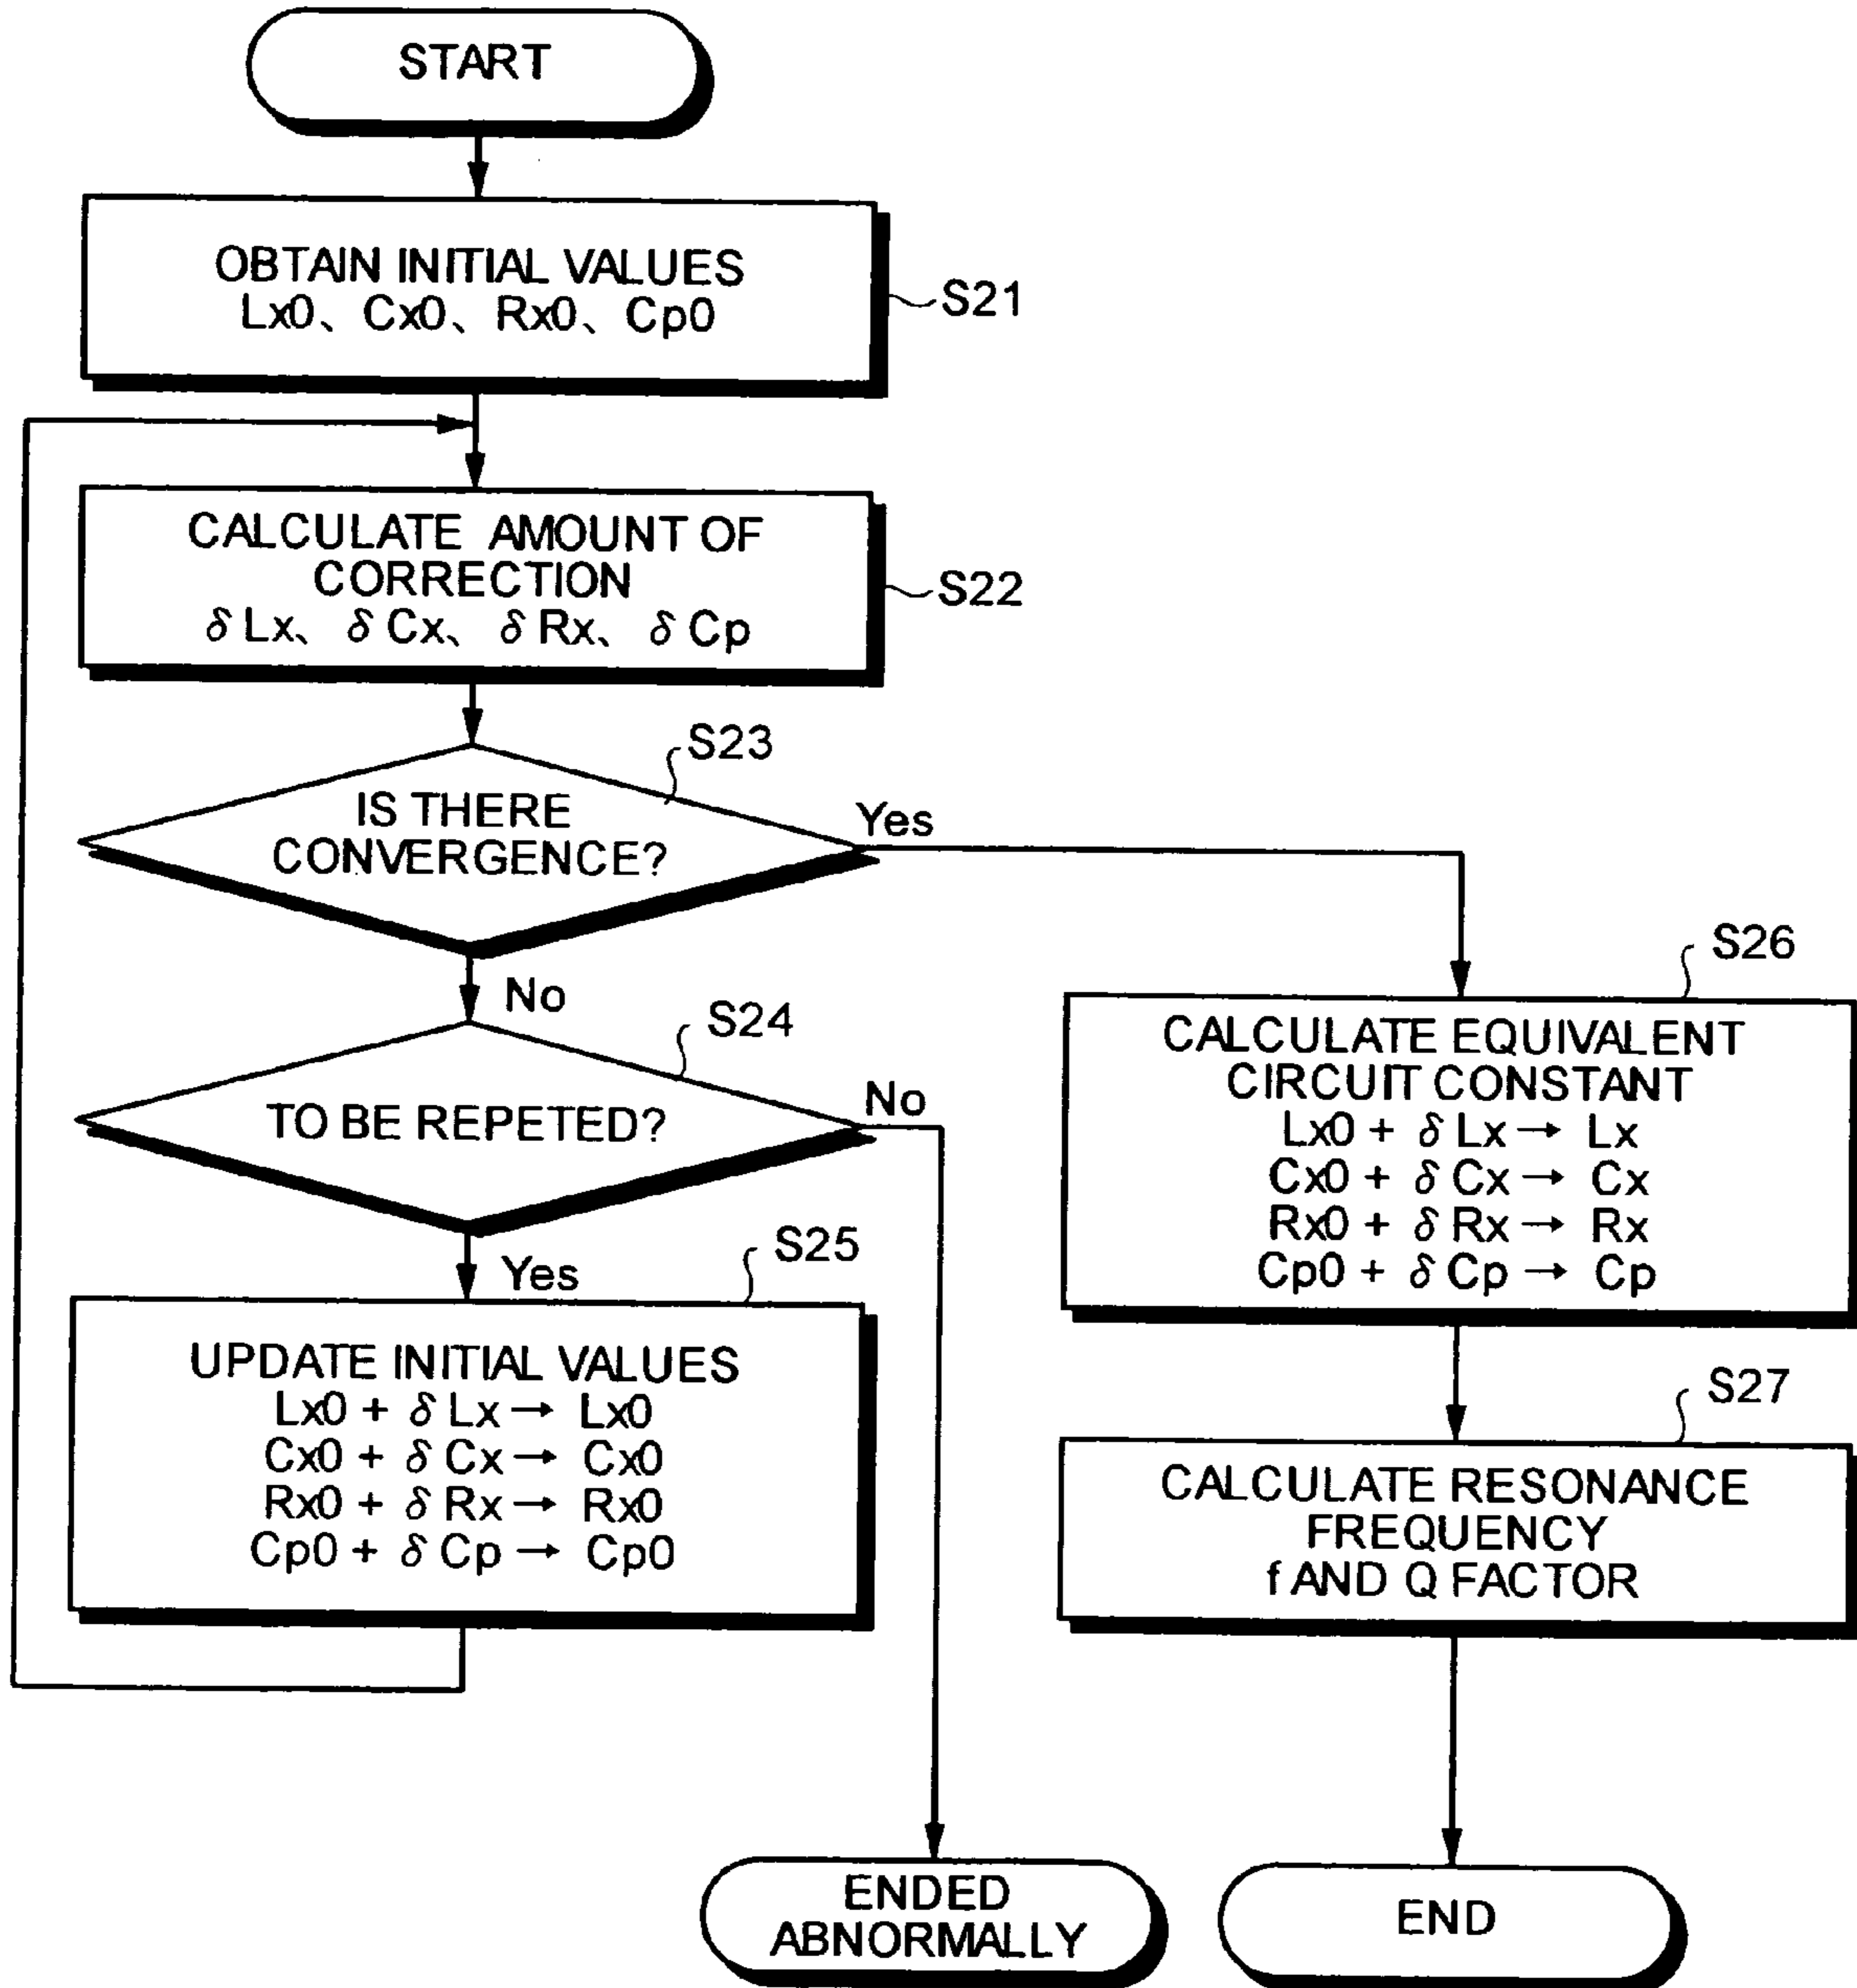 START
OBTAIN INITIAL VALUES
Lx0、Cx0、Rx0、Cp0
S21
CALCULATE AMOUNT OF
CORRECTION
δLx、δCx、δRx、δCp
S22
S23
IS THERE
CONVERGENCE?
Yes
No
S24
TO BE REPETED?
No
Yes
S25
UPDATE INITIAL VALUES
Lx0 + δLx → Lx0
Cx0 + δCx → Cx0
Rx0 + δRx → Rx0
Cp0 + δCp → Cp0
S26
CALCULATE EQUIVALENT
CIRCUIT CONSTANT
Lx0 + δLx → Lx
Cx0 + δCx → Cx
Rx0 + δRx → Rx
Cp0 + δCp → Cp
S27
CALCULATE RESONANCE
FREQUENCY
f AND Q FACTOR
ENDED
ABNORMALLY
END